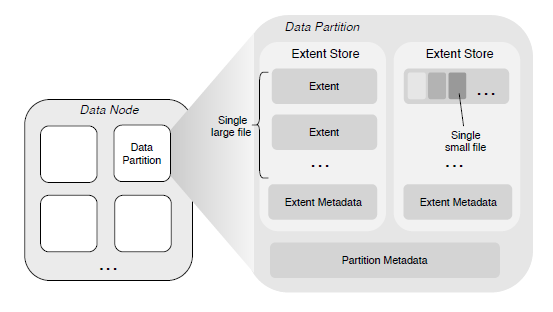 Data Partition
Extent Store
Extent Store
Extent
Extent
...
Extent Metadata
Single
large file
...
Single
small file
...
Extent Metadata
Partition Metadata
Data Node
Data
Partition
...